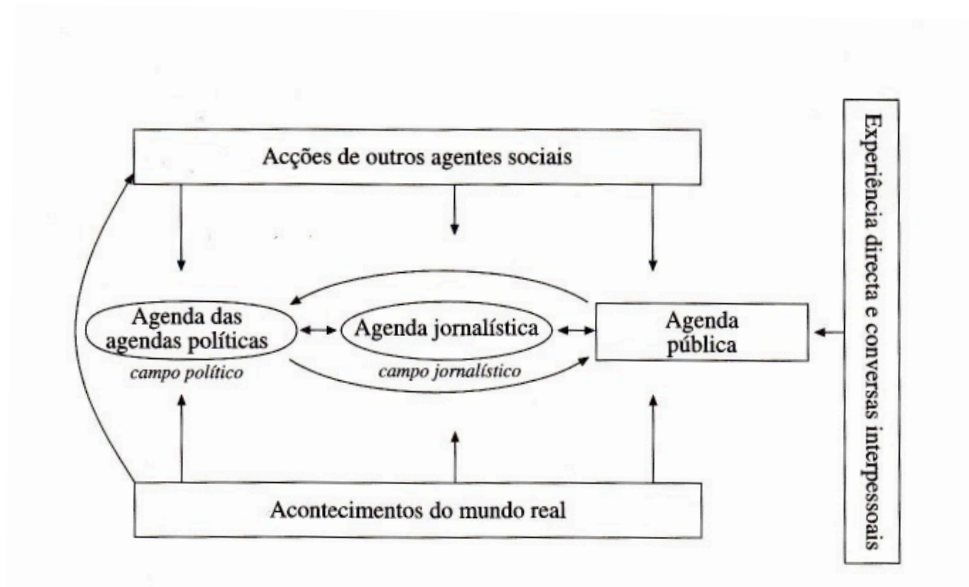 Acções de outros agentes sociais
Agenda das
agendas políticas
campo político
Agenda jornalística
campo jornalístico
Agenda
pública
Acontecimentos do mundo real
Experiência directa e conversas interpessoais